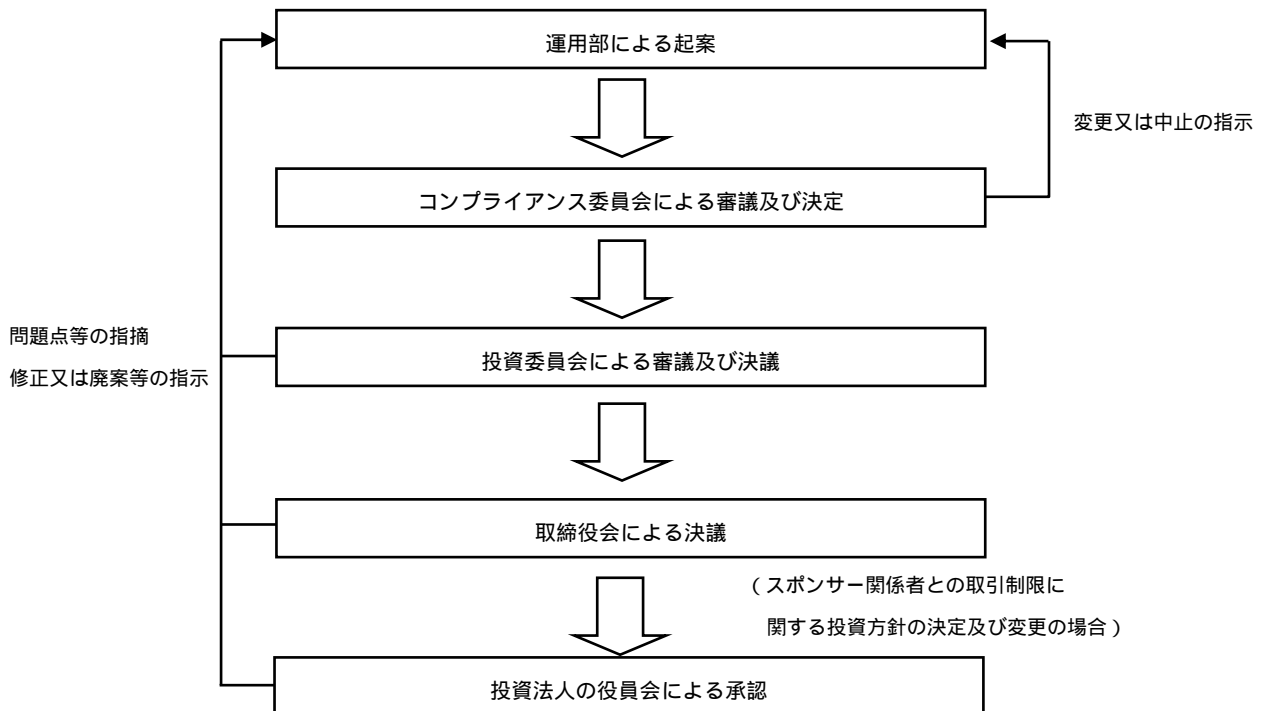 運用部による起案
変更又は中止の指示
コンプライアンス委員会による審議及び決定
問題点等の指摘
修正又は廃案等の指示
投資委員会による審議及び決議
取締役会による決議
(スポンサー関係者との取引制限に
関する投資方針の決定及び変更の場合)
投資法人の役員会による承認